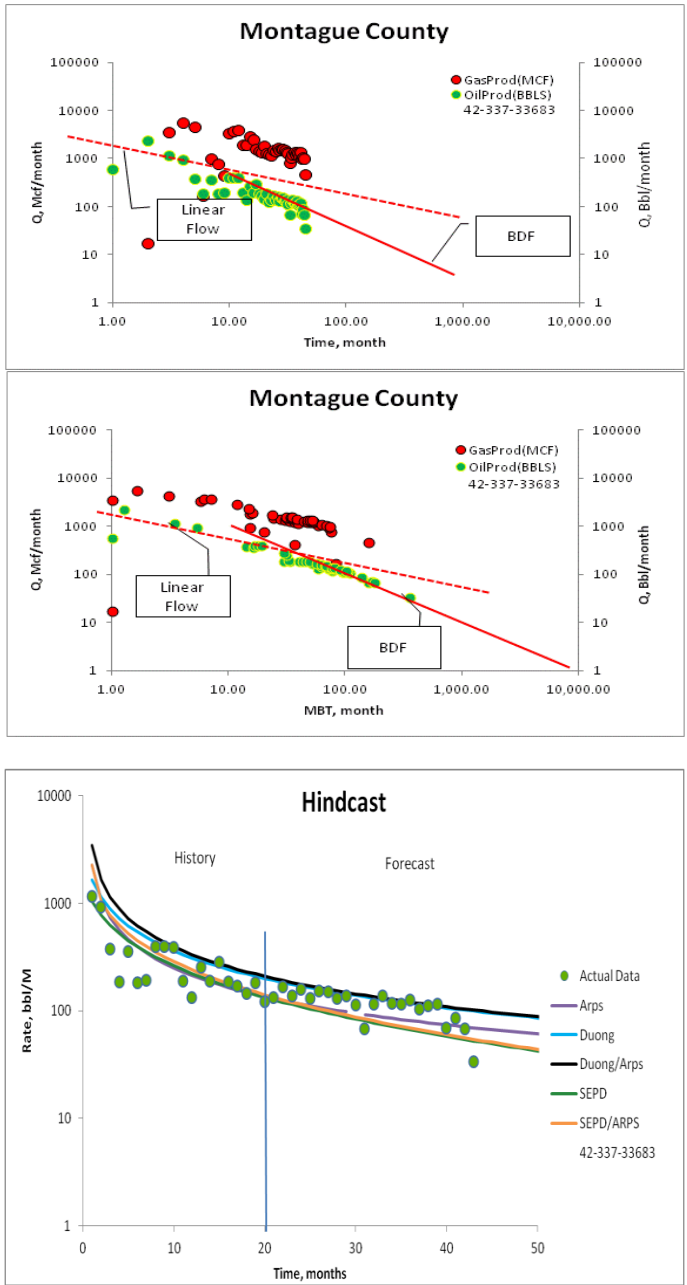 Montague County
GasProd(MCF)
OilProd(BBLS)
42-337-33683
Q, Mcf/month
Q, Bbl/month
100000
10000
1000
100
10
1
100000
10000
1000
100
10
1
Linear
Flow
BDF
1.00
10.00
100.00
1,000.00
10,000.00
Time, month
Montague County
GasProd(MCF)
OilProd(BBLS)
42-337-33683
Q, Mcf/month
Q, Bbl/month
100000
10000
1000
100
10
1
100000
10000
1000
100
10
1
Linear
Flow
BDF
1.00
10.00
100.00
1,000.00
10,000.00
MBT, month
Hindcast
History
Forecast
Rate, bbl/M
10000
1000
100
10
1
Actual Data
Arps
Duong
Duong/Arps
SEPD
SEPD/ARPS
42-337-33683
0
10
20
30
40
50
Time, months